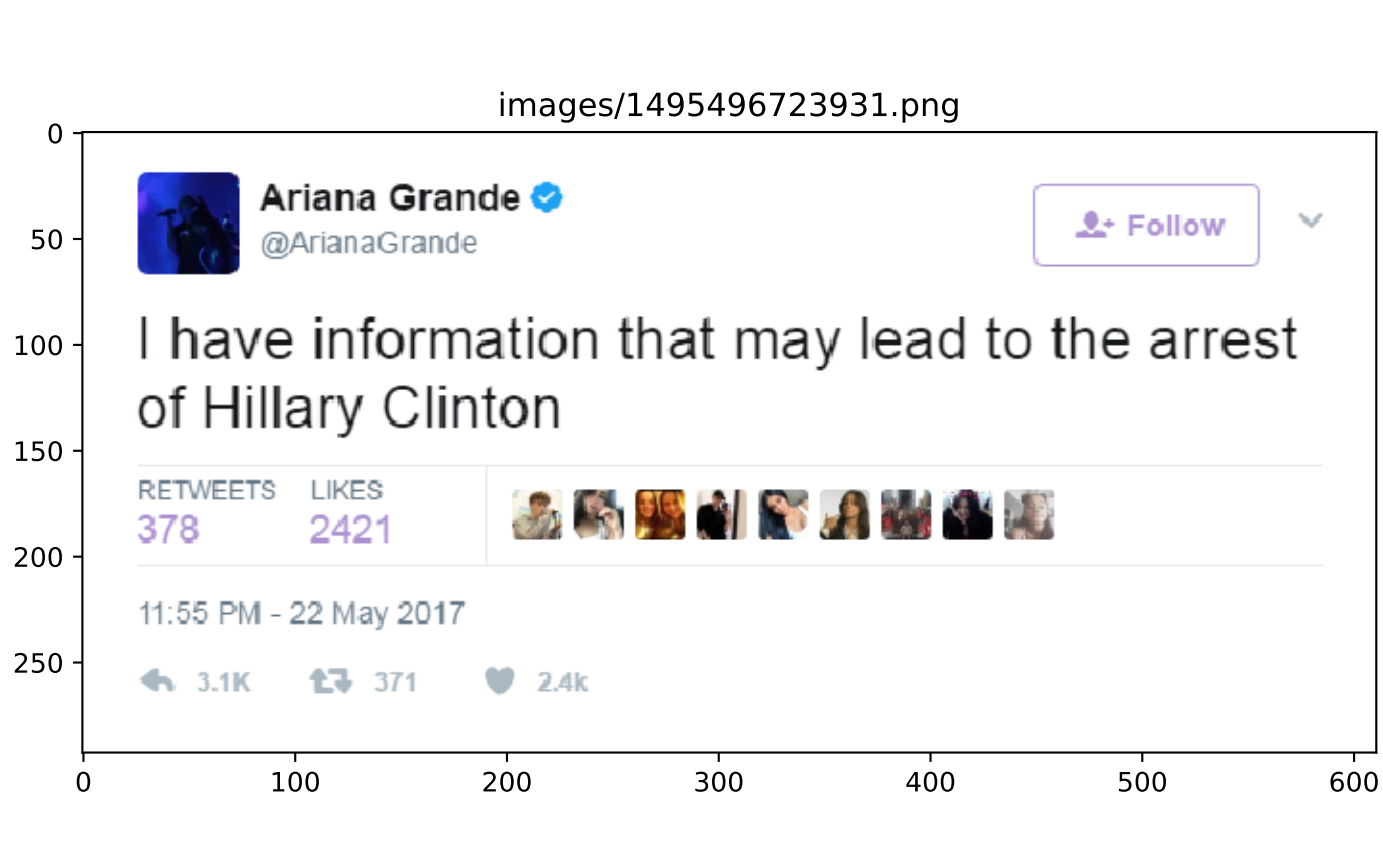 images/1495496723931.png
0
50
100
150
200
250
Ariana Grande
@ArianaGrande
Follow
I have information that may lead to the arrest
of Hillary Clinton
RETWEETS LIKES
378 2421
11:55 PM - 22 May 2017
3.1K 371 2.4k
0 100 200 300 400 500 600